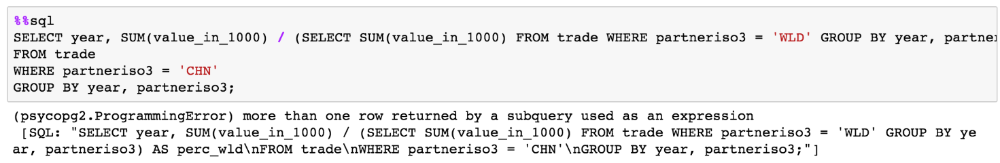 %%sql
SELECT year, SUM(value_in_1000) / (SELECT SUM(value_in_1000) FROM trade WHERE partneriso3 = 'WLD' GROUP BY year, partner
FROM trade
WHERE partneriso3 = 'CHN'
GROUP BY year, partneriso3;
(psycopg2.ProgrammingError) more than one row returned by a subquery used as an expression
[SQL: "SELECT year, SUM(value_in_1000) / (SELECT SUM(value_in_1000) FROM trade WHERE partneriso3 = 'WLD' GROUP BY ye
ar, partneriso3) AS perc_wld\nFROM trade\nWHERE partneriso3 = 'CHN'\nGROUP BY year, partneriso3;"]